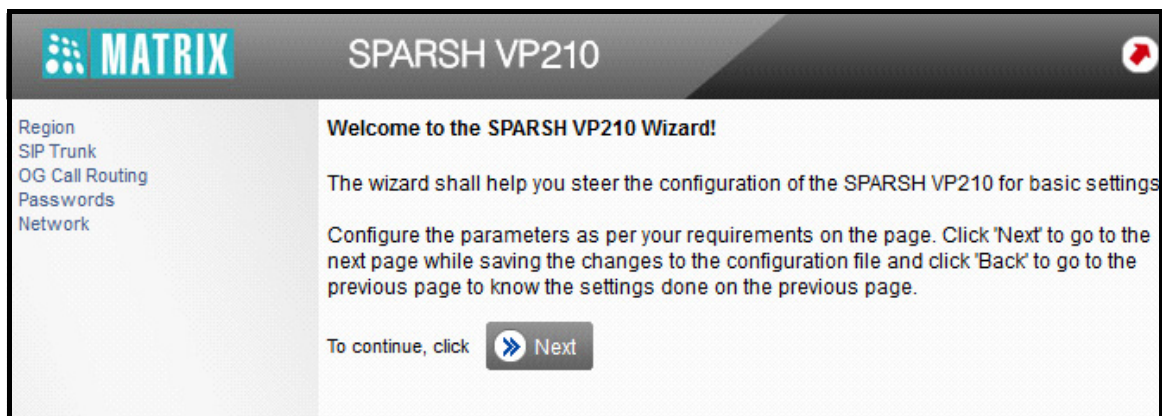 MATRIX
SPARSH VP210
Region
SIP Trunk
OG Call Routing
Passwords
Network
Welcome to the SPARSH VP210 Wizard!
The wizard shall help you steer the configuration of the SPARSH VP210 for basic settings
Configure the parameters as per your requirements on the page. Click 'Next' to go to the
next page while saving the changes to the configuration file and click 'Back' to go to the
previous page to know the settings done on the previous page.
To continue, click Next